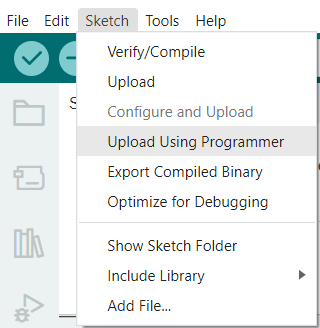 File Edit Sketch Tools Help
Verify/Compile
Upload
Configure and Upload
Upload Using Programmer
Export Compiled Binary
Optimize for Debugging
Show Sketch Folder
Include Library
Add File...